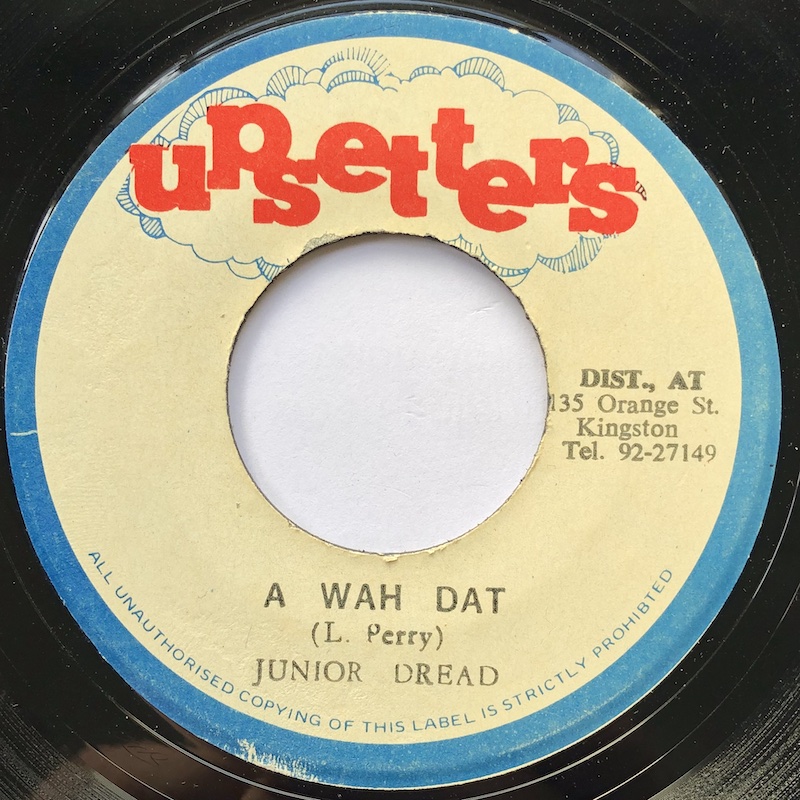 upsetters
DIST., AT
135 Orange St.
Kingston
Tel. 92-27149
A WAH DAT
(L. Perry)
JUNIOR DREAD
ALL UNAUTHORISED COPYING OF THIS LABEL IS STRICTLY PROHIBTED